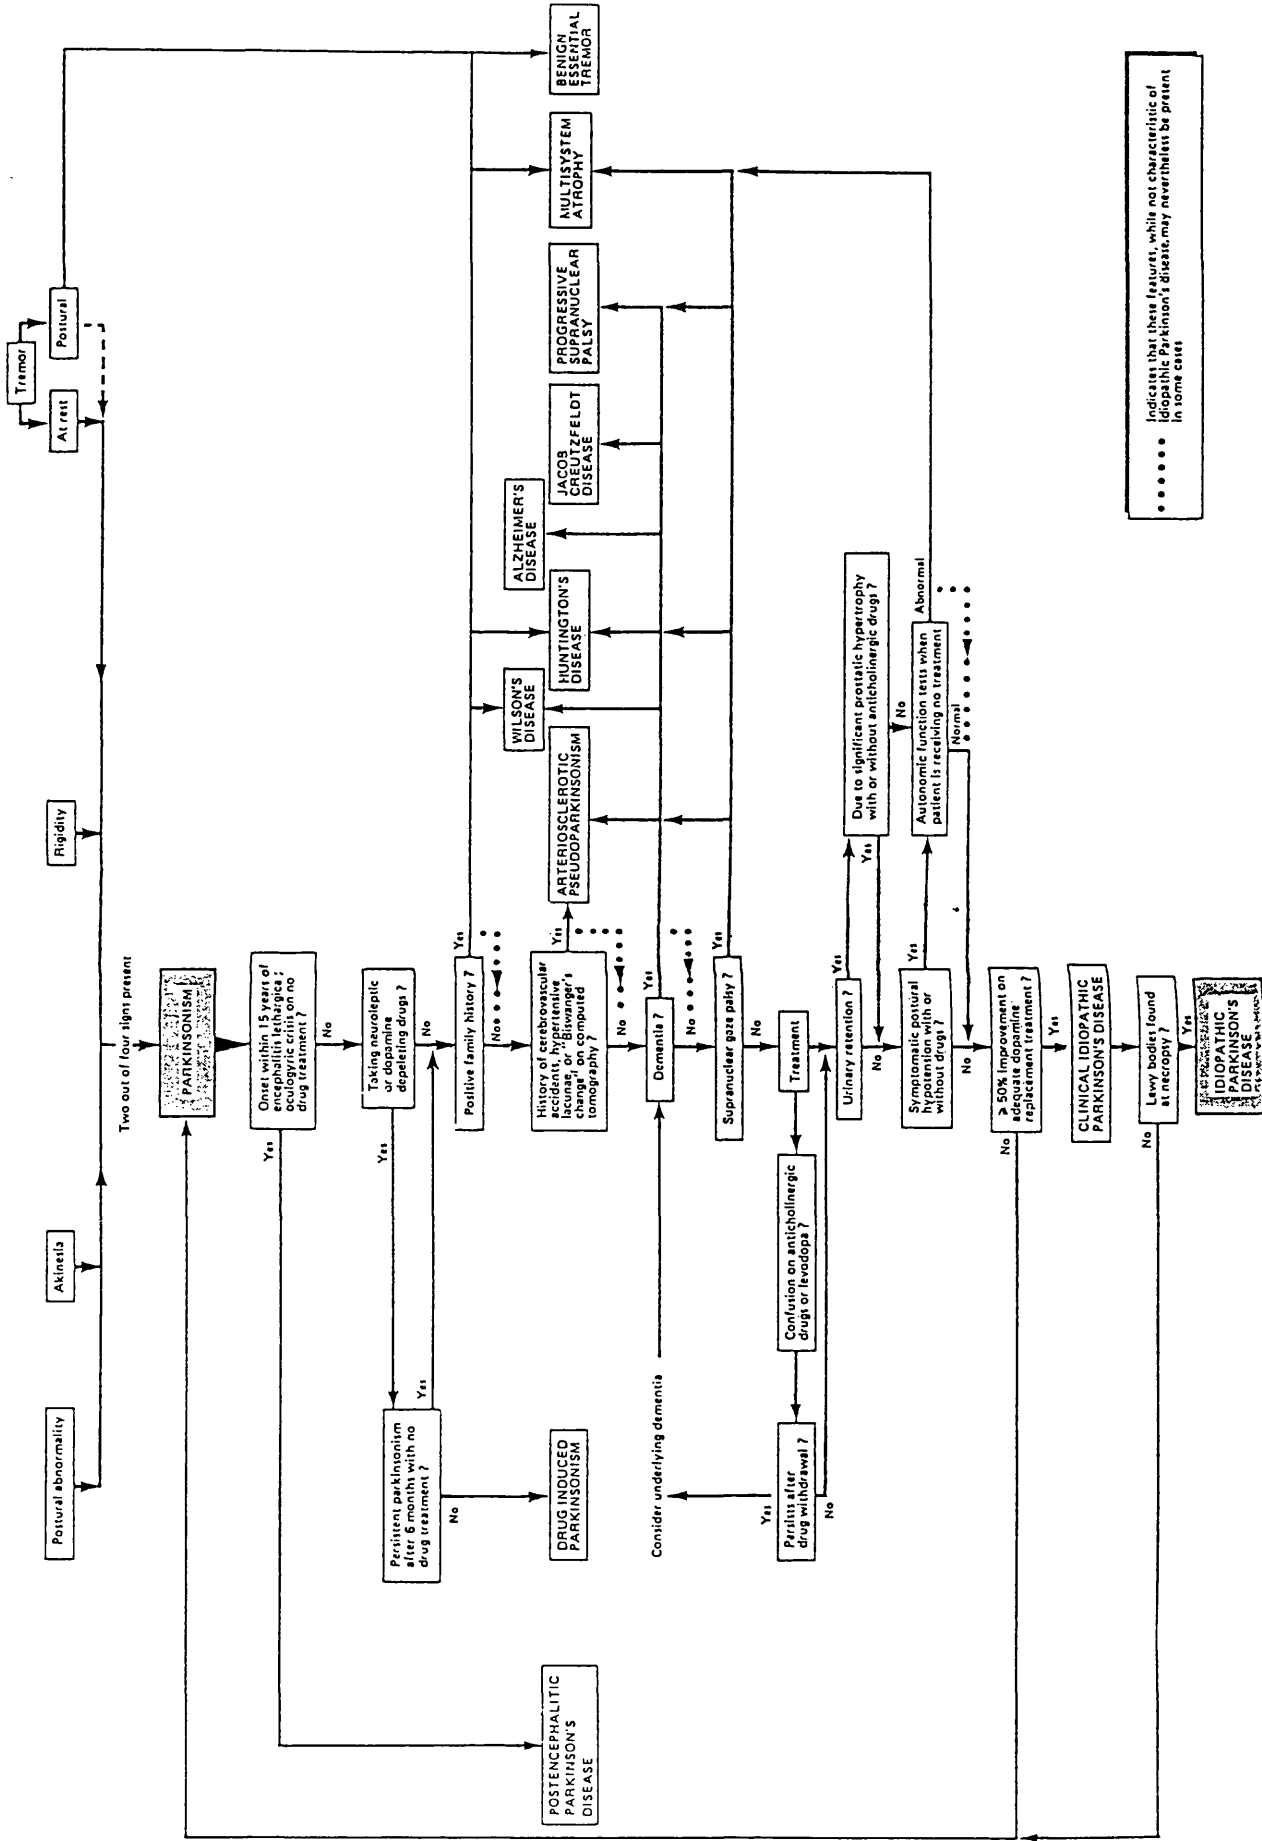 Postural abnormality
Akinesia
Rigidity
Tremor
At rest
Postural
Two out of four signs present
PARKINSONISM
Onset within 15 years of
encephalitis lethargica;
oculogyric crisis on no
drug treatment?
Yes
No
Taking neuroleptic
or dopamine
depleting drugs?
Yes
No
Persistent parkinsonism
after 6 months with no
drug treatment?
Yes
No
Positive family history?
Yes
No
History of cerebrovascular
accidents, hypertensive
lacunae, or "Biswanger's
change" on computed
tomography?
Yes
No
POSTENCEPHALITIC
PARKINSON'S
DISEASE
DRUG INDUCED
PARKINSONISM
ARTERIOSCLEROTIC
PSEUDOPARKINSONISM
WILSON'S
DISEASE
HUNTINGTON'S
DISEASE
ALZHEIMER'S
DISEASE
JACOB
CREUTZFELDT
DISEASE
PROGRESSIVE
SUPRANUCLEAR
PALSY
MULTISYSTEM
ATROPHY
BENIGN
ESSENTIAL
TREMOR
Consider underlying dementia
Dementia?
Yes
No
Supranuclear gaze palsy?
Yes
No
Treatment
Confusion on anticholinergic
drugs or levodopa?
Persists after
drug withdrawal?
Yes
No
Urinary retention?
Yes
No
Due to significant prostatic hypertrophy
with or without anticholinergic drugs?
Yes
No
Symptomatic postural
hypotension with or
without drugs?
Yes
No
Autonomic function tests when
patient is receiving no treatment
Normal
Abnormal
⩾ 50% Improvement on
adequate dopamine
replacement treatment?
No
Yes
CLINICAL IDIOPATHIC
PARKINSON'S DISEASE
Lewy bodies found
at necropsy?
No
Yes
IDIOPATHIC
PARKINSON'S
DISEASE
Indicates that these features, while not characteristic of
idiopathic Parkinson's disease, may nevertheless be present
in some cases